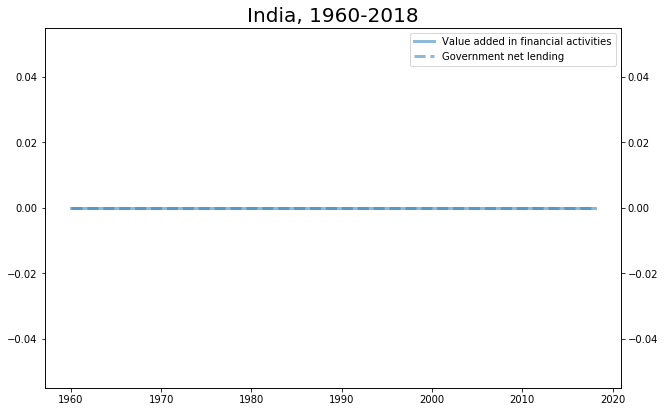 India, 1960-2018
Value added in financial activities
Government net lending
0.04 0.04
0.02 0.02
0.00 0.00
−0.02 −0.02
−0.04 −0.04
1960 1970 1980 1990 2000 2010 2020